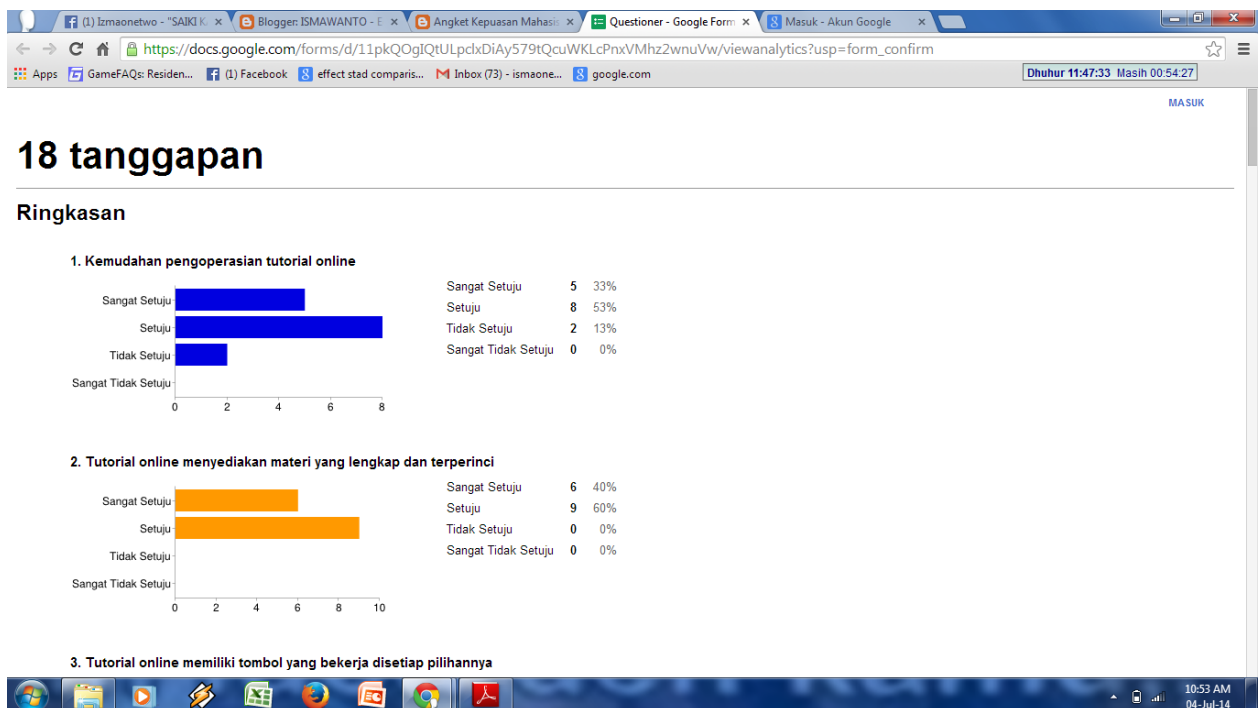 (1) Izmaonetwo - "SAIKI K
Blogger: ISMAWANTO - E
Angket Kepuasan Mahasis
Questioner - Google Form
Masuk - Akun Google
https://docs.google.com/forms/d/11pkQOgIQtULpclxDiAy579tQcuWKLcPnxVMhz2wnuVw/viewanalytics?usp=form_confirm
Apps
GameFAQs: Residen...
(1) Facebook
effect stad comparis...
Inbox (73) - ismaone...
google.com
Dhuhur 11:47:33 Masih 00:54:27
MASUK
18 tanggapan
Ringkasan
1. Kemudahan pengoperasian tutorial online
Sangat Setuju
Setuju
Tidak Setuju
Sangat Tidak Setuju
0 2 4 6 8
Sangat Setuju 5 33%
Setuju 8 53%
Tidak Setuju 2 13%
Sangat Tidak Setuju 0 0%
2. Tutorial online menyediakan materi yang lengkap dan terperinci
Sangat Setuju
Setuju
Tidak Setuju
Sangat Tidak Setuju
0 2 4 6 8 10
Sangat Setuju 6 40%
Setuju 9 60%
Tidak Setuju 0 0%
Sangat Tidak Setuju 0 0%
3. Tutorial online memiliki tombol yang bekerja disetiap pilihannya
10:53 AM
04-Jul-14